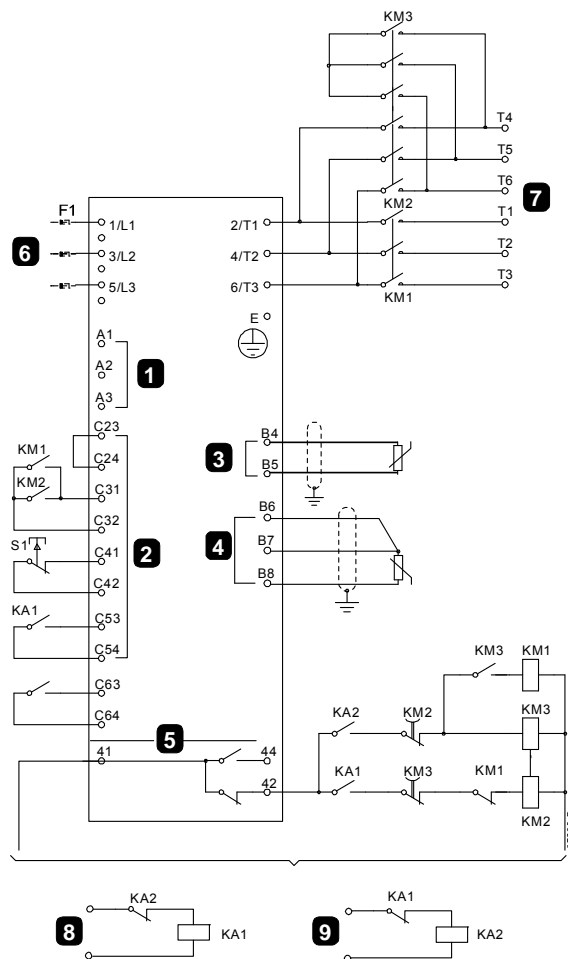 KM3
T4
T5
T6
7
F1
1/L1
2/T1
KM2
T1
6
3/L2
4/T2
T2
5/L3
6/T3
T3
KM1
E
A1
1
A2
A3
C23
B4
KM1
C24
3
B5
KM2
C31
C32
B6
S1
C41
2
4
B7
C42
B8
KA1
C53
C54
KM3
KM1
C63
C64
KA2
KM2
KM3
5
41
44
42
KA1
KM3
KM1
KM2
KA2
KA1
8
KA1
9
KA2